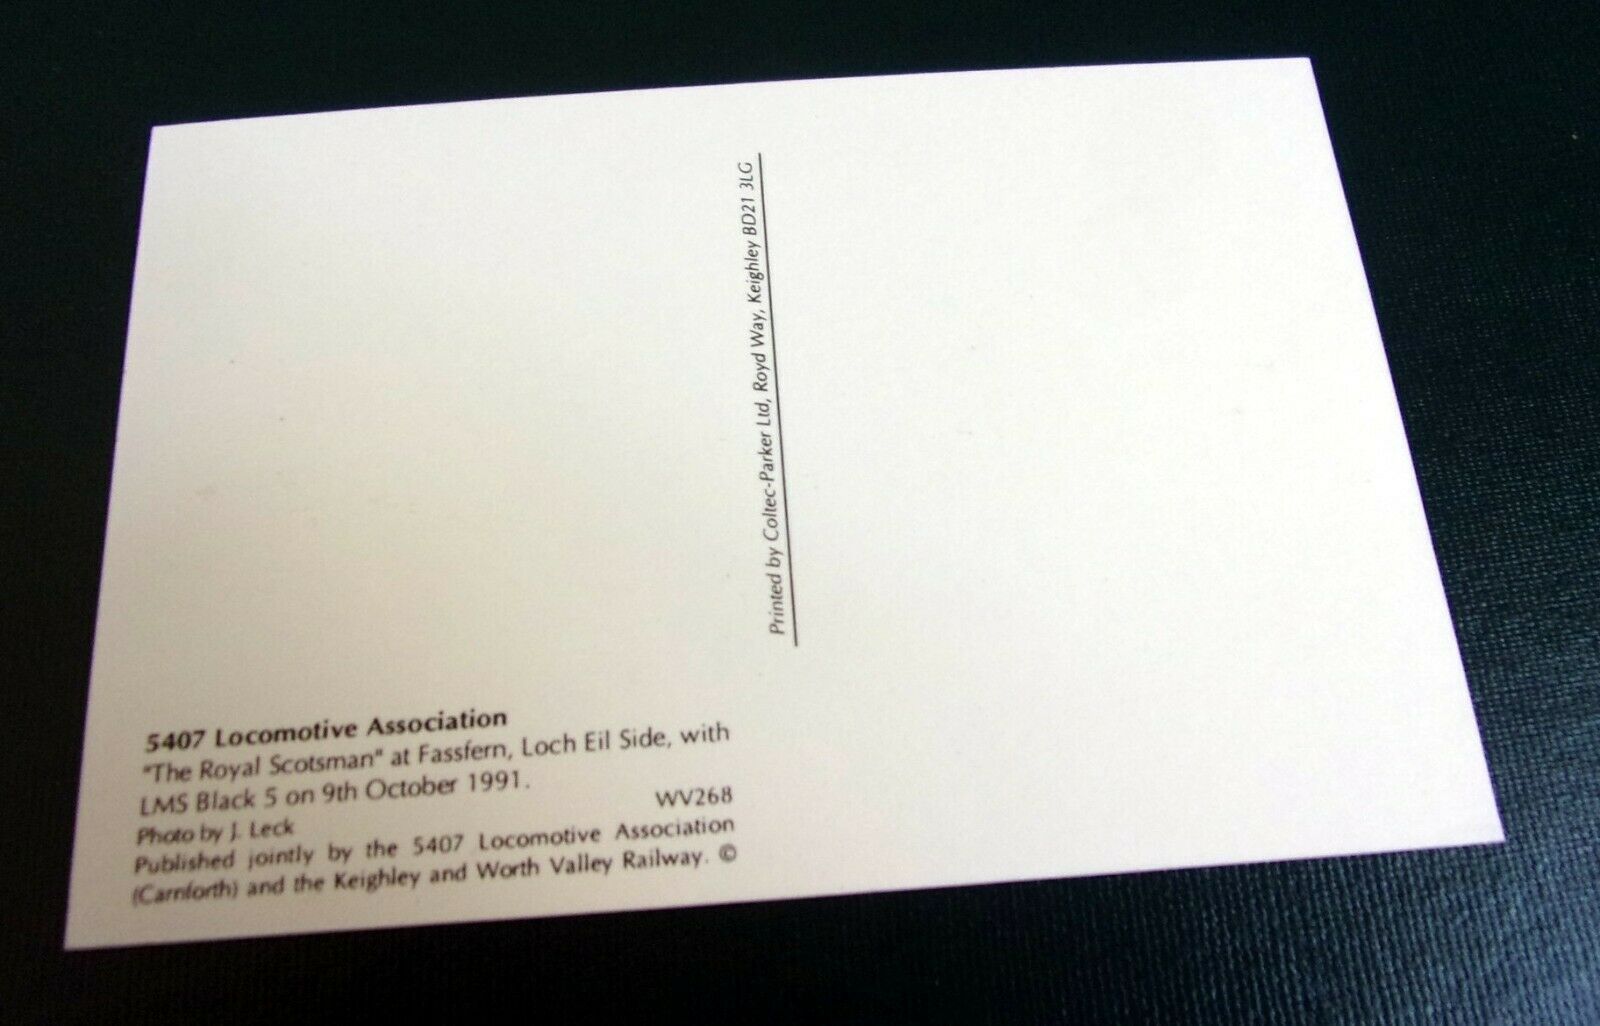 5407 Locomotive Association
"The Royal Scotsman" at Fassfern, Loch Eil Side, with
LMS Black 5 on 9th October 1991.
WV268
Photo by J. Leck
Published jointly by the 5407 Locomotive Association
(Carnforth) and the Keighley and Worth Valley Railway. ©
Printed by Coltec-Parker Ltd, Royd Way, Keighley BD21 3LG